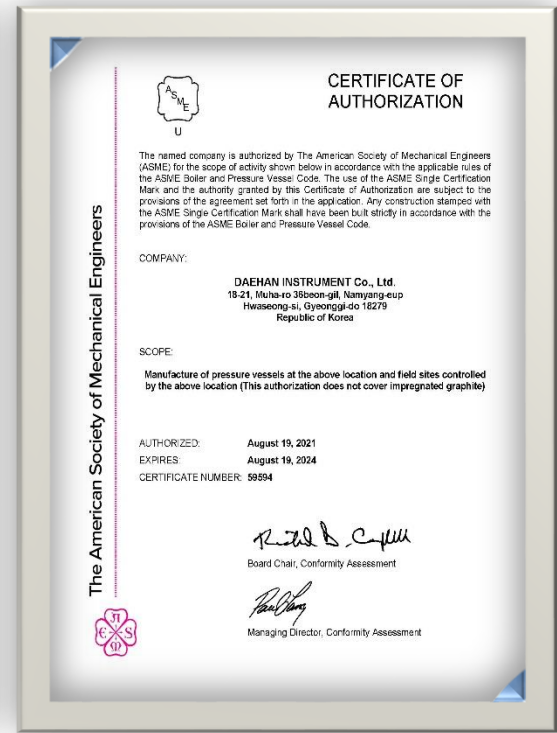 The American Society of Mechanical Engineers
ASME
U
CERTIFICATE OF
AUTHORIZATION
The named company is authorized by The American Society of Mechanical Engineers
(ASME) for the scope of activity shown below in accordance with the applicable rules of
the ASME Boiler and Pressure Vessel Code. The use of the ASME Single Certification
Mark and the authority granted by this Certificate of Authorization are subject to the
provisions of the agreement set forth in the application. Any construction stamped with
the ASME Single Certification Mark shall have been built strictly in accordance with the
provisions of the ASME Boiler and Pressure Vessel Code.
COMPANY:
DAEHAN INSTRUMENT Co., Ltd.
18-21, Muha-ro 36beon-gil, Namyang-eup
Hwaseong-si, Gyeonggi-do 18279
Republic of Korea
SCOPE:
Manufacture of pressure vessels at the above location and field sites controlled
by the above location (This authorization does not cover impregnated graphite)
AUTHORIZED: August 19, 2021
EXPIRES: August 19, 2024
CERTIFICATE NUMBER: 59594
Board Chair, Conformity Assessment
Managing Director, Conformity Assessment